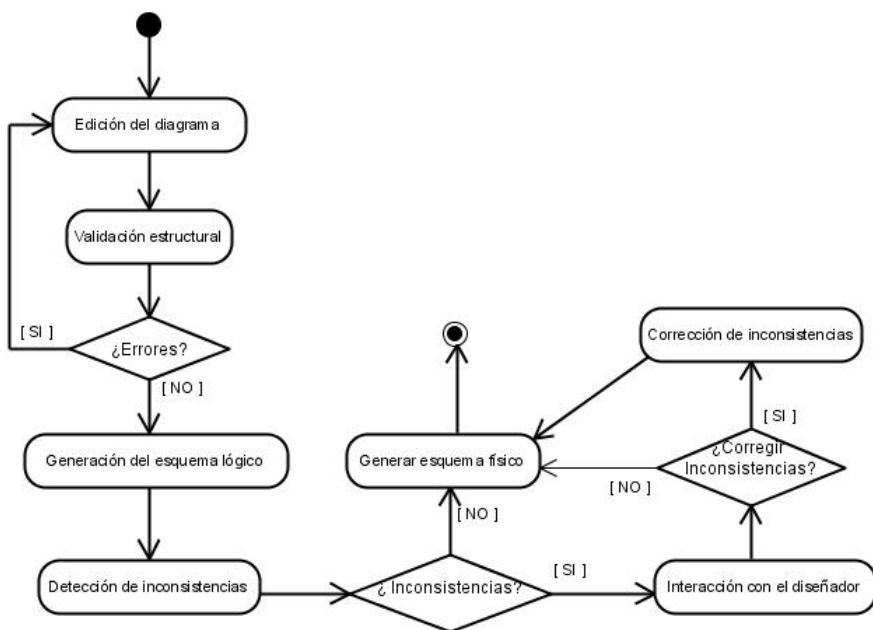 Edición del diagrama
Validación estructural
[ SI ]
¿Errores?
[ NO ]
Generación del esquema lógico
Detección de inconsistencias
¿ Inconsistencias?
[ NO ]
[ SI ]
Generar esquema físico
Interacción con el diseñador
¿Corregir
Inconsistencias?
[ NO ]
[ SI ]
Corrección de inconsistencias